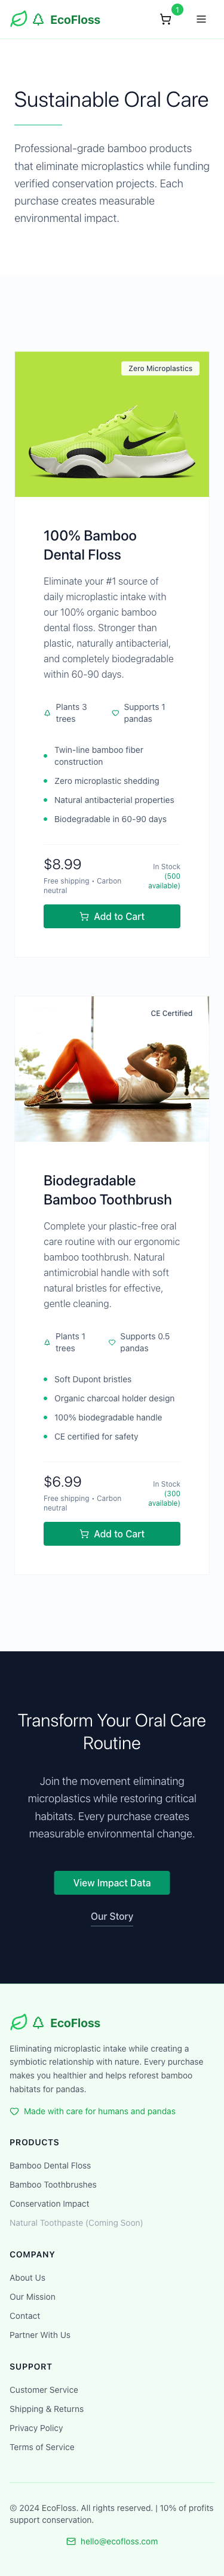 EcoFloss
1
Sustainable Oral Care
Professional-grade bamboo products
that eliminate microplastics while funding
verified conservation projects. Each
purchase creates measurable
environmental impact.
Zero Microplastics
100% Bamboo
Dental Floss
Eliminate your #1 source of
daily microplastic intake with
our 100% organic bamboo
dental floss. Stronger than
plastic, naturally antibacterial,
and completely biodegradable
within 60-90 days.
Plants 3
trees
Supports 1
pandas
Twin-line bamboo fiber
construction
Zero microplastic shedding
Natural antibacterial properties
Biodegradable in 60-90 days
$8.99
Free shipping • Carbon
neutral
In Stock
(500
available)
Add to Cart
CE Certified
Biodegradable
Bamboo Toothbrush
Complete your plastic-free oral
care routine with our ergonomic
bamboo toothbrush. Natural
antimicrobial handle with soft
natural bristles for effective,
gentle cleaning.
Plants 1
trees
Supports 0.5
pandas
Soft Dupont bristles
Organic charcoal holder design
100% biodegradable handle
CE certified for safety
$6.99
Free shipping • Carbon
neutral
In Stock
(300
available)
Add to Cart
Transform Your Oral Care
Routine
Join the movement eliminating
microplastics while restoring critical
habitats. Every purchase creates
measurable environmental change.
View Impact Data
Our Story
EcoFloss
Eliminating microplastic intake while creating a
symbiotic relationship with nature. Every purchase
makes you healthier and helps reforest bamboo
habitats for pandas.
Made with care for humans and pandas
PRODUCTS
Bamboo Dental Floss
Bamboo Toothbrushes
Conservation Impact
Natural Toothpaste (Coming Soon)
COMPANY
About Us
Our Mission
Contact
Partner With Us
SUPPORT
Customer Service
Shipping & Returns
Privacy Policy
Terms of Service
© 2024 EcoFloss. All rights reserved. | 10% of profits
support conservation.
hello@ecofloss.com